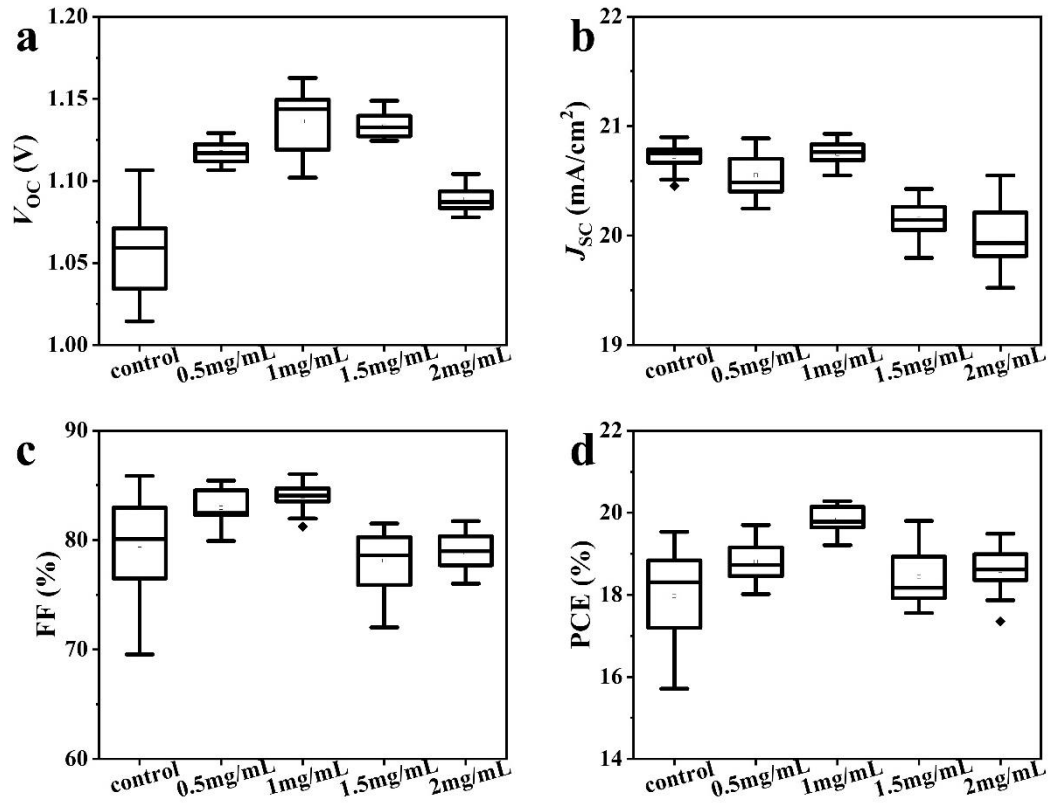 a
1.20
1.15
1.10
1.05
1.00
VOC (V)
control
0.5mg/mL
1mg/mL
1.5mg/mL
2mg/mL
b
22
21
20
19
JSC (mA/cm²)
control
0.5mg/mL
1mg/mL
1.5mg/mL
2mg/mL
c
90
80
70
60
FF (%)
control
0.5mg/mL
1mg/mL
1.5mg/mL
2mg/mL
d
22
20
18
16
14
PCE (%)
control
0.5mg/mL
1mg/mL
1.5mg/mL
2mg/mL